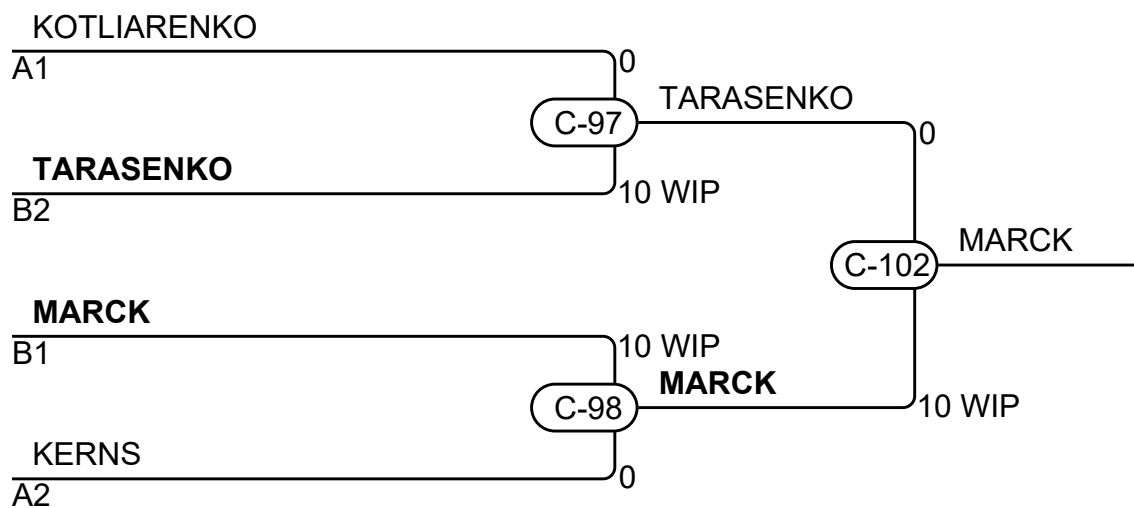 KOTLIARENKO
A1
0
C-97
TARASENKO
0
TARASENKO
B2
10 WIP
C-102
MARCK
MARCK
B1
10 WIP
MARCK
C-98
10 WIP
KERNS
A2
0